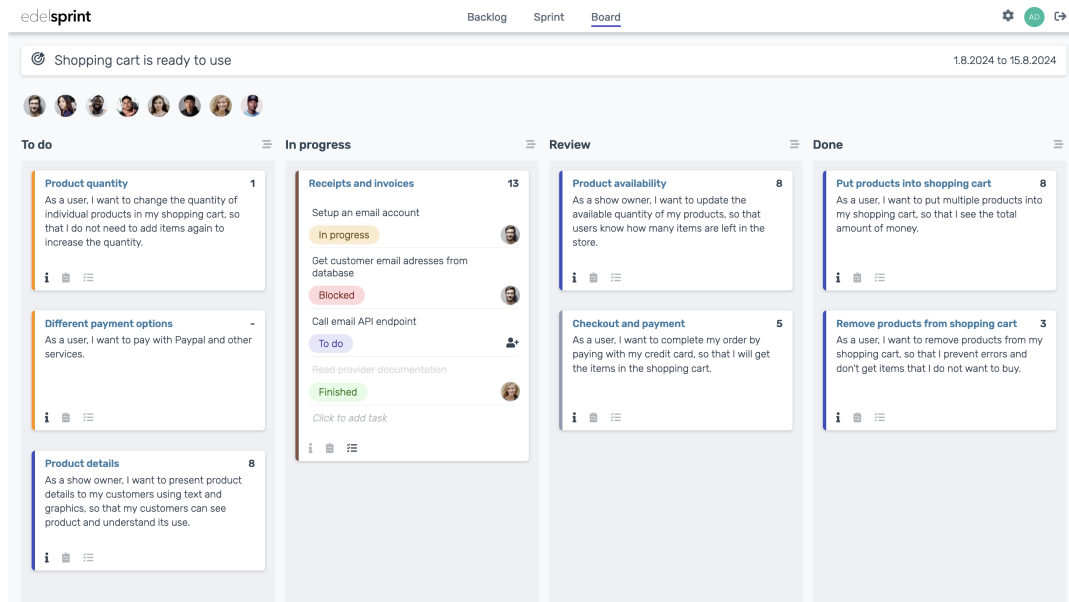 edelsprint
Backlog
Sprint
Board
AD
Shopping cart is ready to use
1.8.2024 to 15.8.2024
To do
Product quantity
1
As a user, I want to change the quantity of
individual products in my shopping cart, so
that I do not need to add items again to
increase the quantity.
Different payment options
-
As a user, I want to pay with Paypal and other
services.
Product details
8
As a show owner, I want to present product
details to my customers using text and
graphics, so that my customers can see
product and understand its use.
In progress
Receipts and invoices
13
Setup an email account
In progress
Get customer email adresses from
database
Blocked
Call email API endpoint
To do
Read provider documentation
Finished
Click to add task
Review
Product availability
8
As a show owner, I want to update the
available quantity of my products, so that
users know how many items are left in the
store.
Checkout and payment
5
As a user, I want to complete my order by
paying with my credit card, so that I will get
the items in the shopping cart.
Done
Put products into shopping cart
8
As a user, I want to put multiple products into
my shopping cart, so that I see the total
amount of money.
Remove products from shopping cart
3
As a user, I want to remove products from my
shopping cart, so that I prevent errors and
don't get items that I do not want to buy.